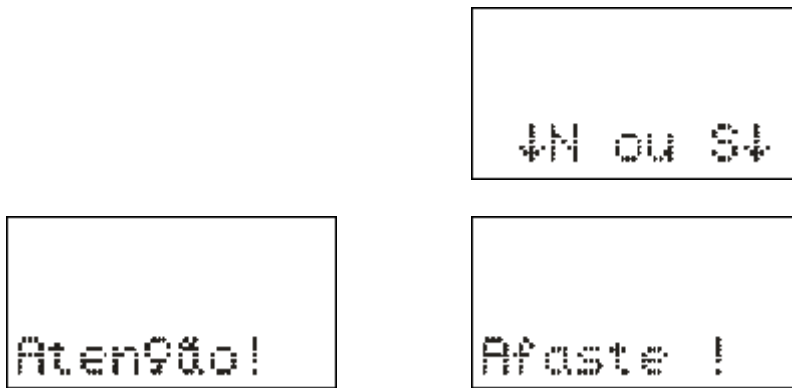 ↓N ou S↓
Atenção!
Afaste !